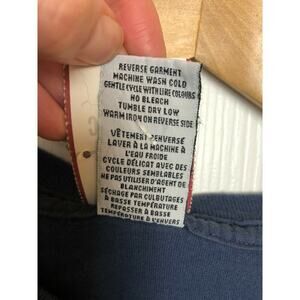 REVERSE GARMENT
MACHINE WASH COLD
GENTLE CYCLE WITH LIKE COLOURS
NO BLEACH
TUMBLE DRY LOW
WARM IRON ON REVERSE SIDE
VÊTEMENT RENVERSÉ
LAVER À LA MACHINE À
L'EAU FROIDE
CYCLE DÉLICAT AVEC DES
COULEURS SEMBLABLES
NE PAS UTILISER D'AGENT DE
BLANCHIMENT
SÉCHAGE PAR CULBUTAGES
À BASSE TEMPÉRATURE
REPASSER À BASSE
TEMPÉRATURE À L'ENVERS